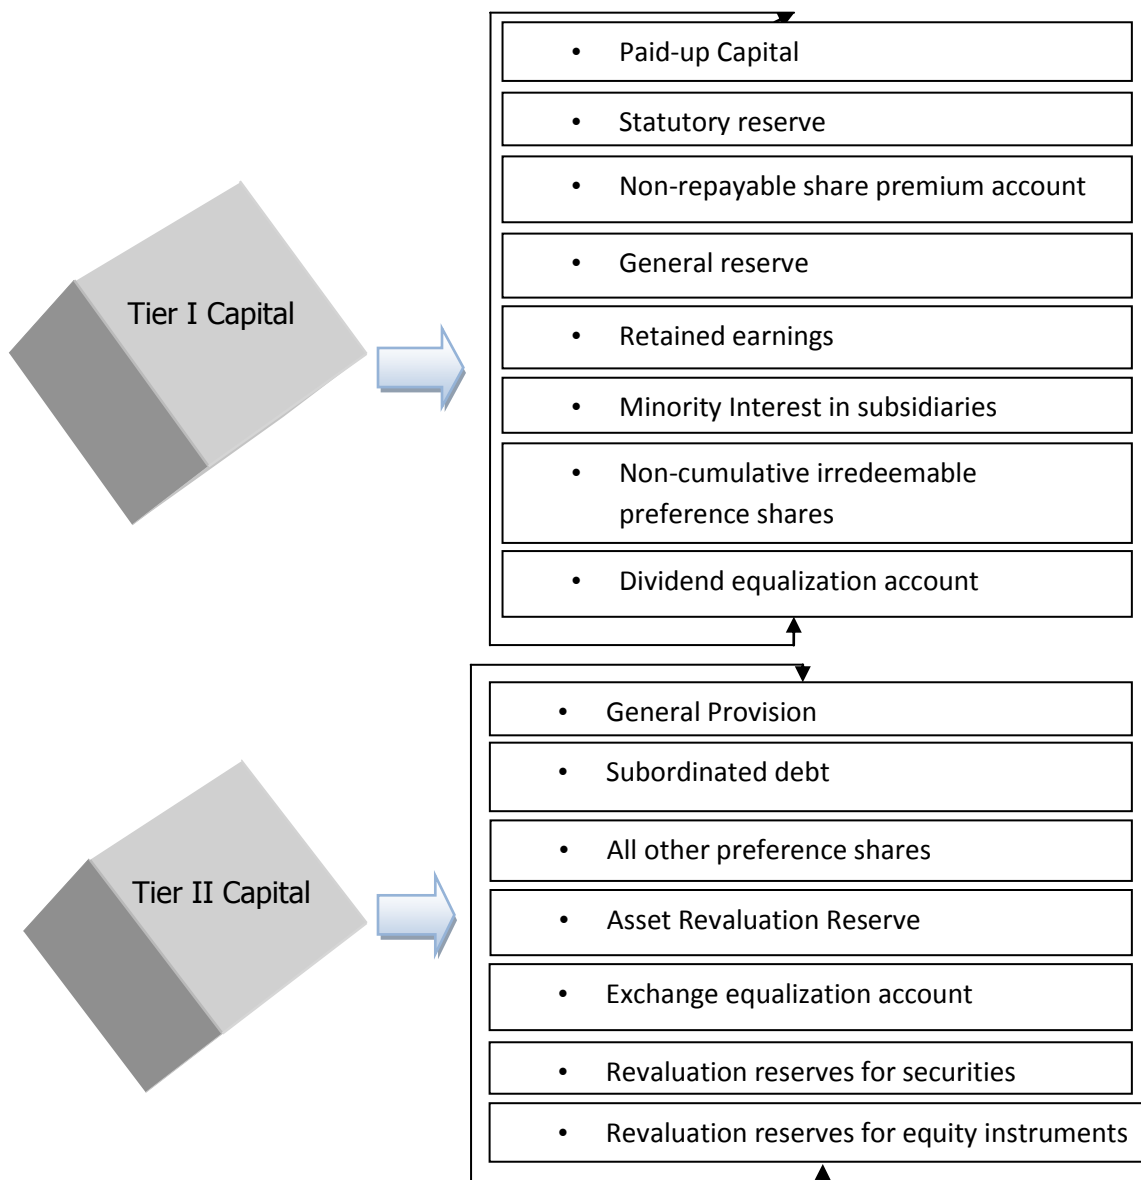 • Paid-up Capital
• Statutory reserve
• Non-repayable share premium account
• General reserve
Tier I Capital
• Retained earnings
• Minority Interest in subsidiaries
• Non-cumulative irredeemable
preference shares
• Dividend equalization account
• General Provision
• Subordinated debt
• All other preference shares
Tier II Capital
• Asset Revaluation Reserve
• Exchange equalization account
• Revaluation reserves for securities
• Revaluation reserves for equity instruments